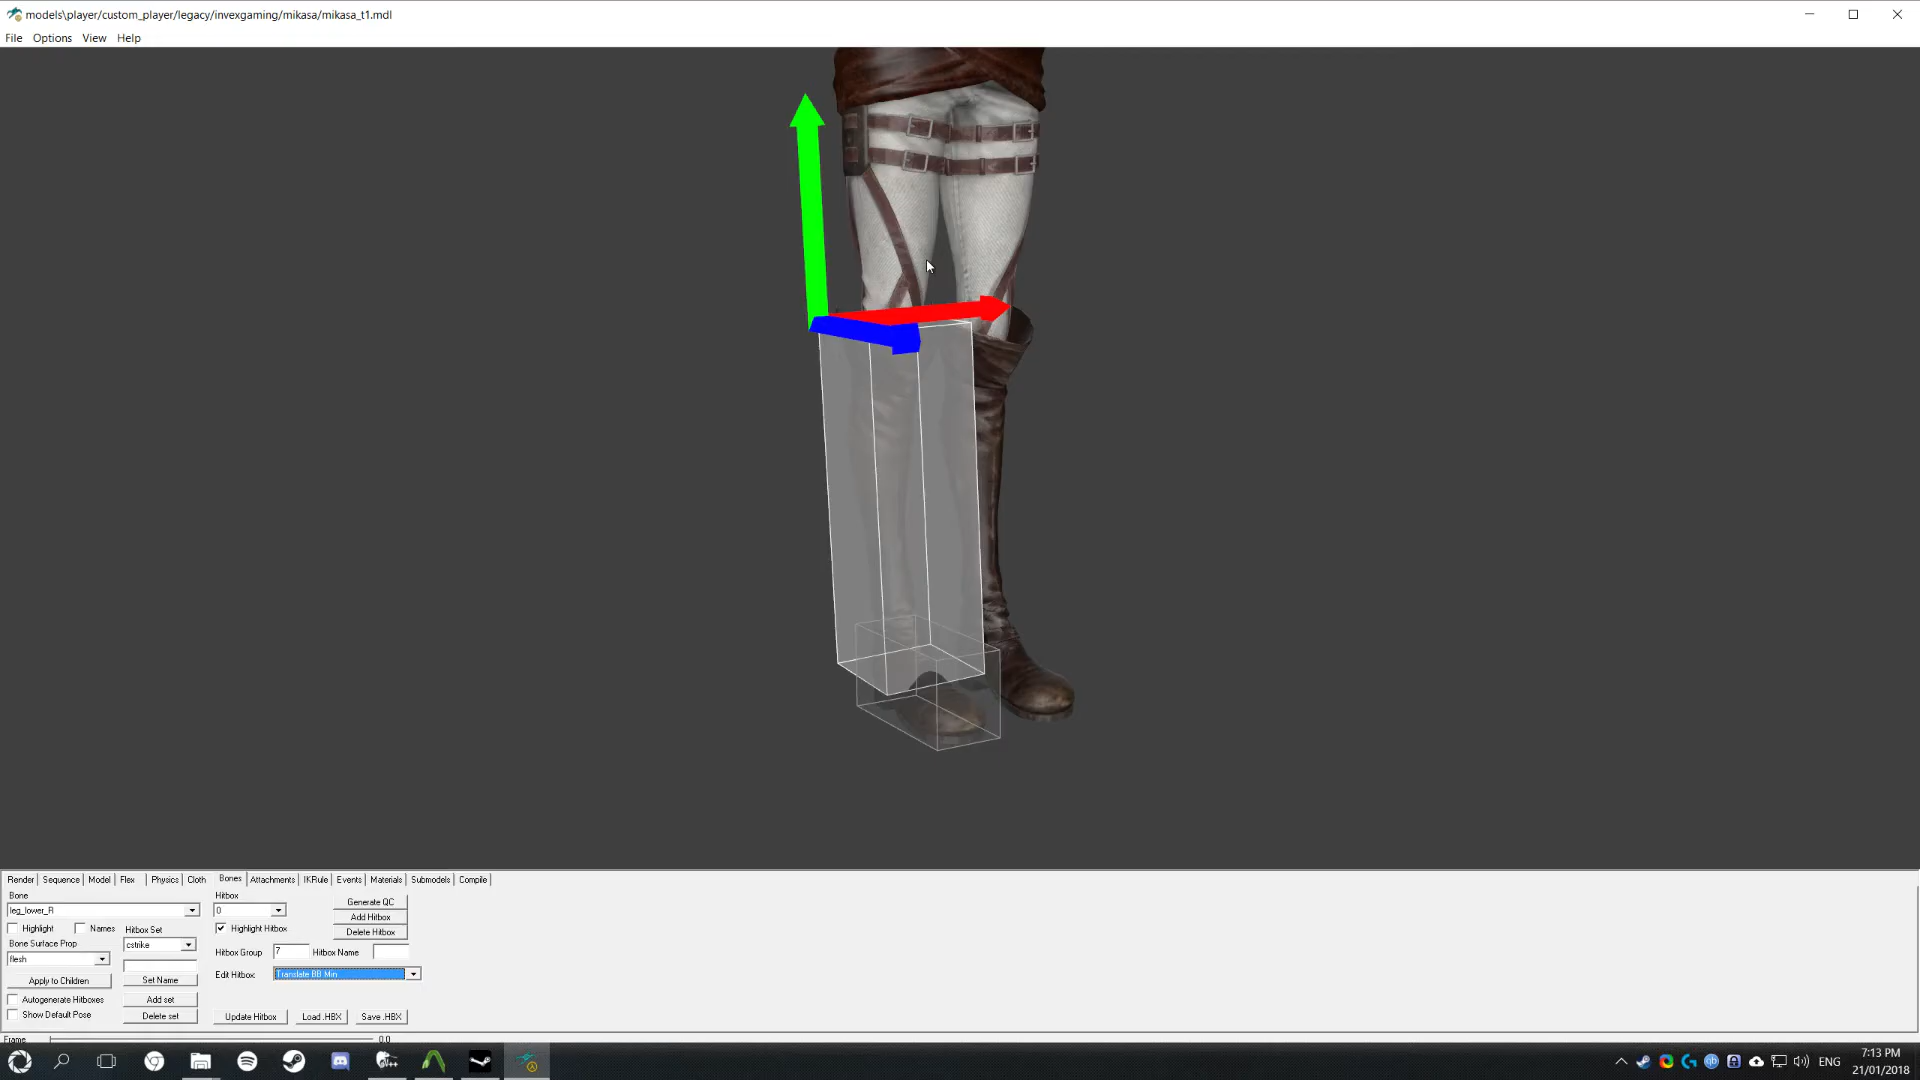 models\player/custom_player/legacy/invexgaming/mikasa/mikasa_t1.mdl
File Options View Help
Render Sequence Model Flex Physics Cloth Bones Attachments IKRule Events Materials Submodels Compile
Bone
leg_lower_R
Highlight Names
Bone Surface Prop
flesh
Apply to Children
Autogenerate Hitboxes
Show Default Pose
Hitbox Set
cstrike
Set Name
Add set
Delete set
Hitbox
0
Highlight Hitbox
Generate QC
Add Hitbox
Delete Hitbox
Hitbox Group 7 Hitbox Name
Edit Hitbox: Translate BB Min
Update Hitbox Load .HBX Save .HBX
Frame 0.0
ENG
7:13 PM
21/01/2018